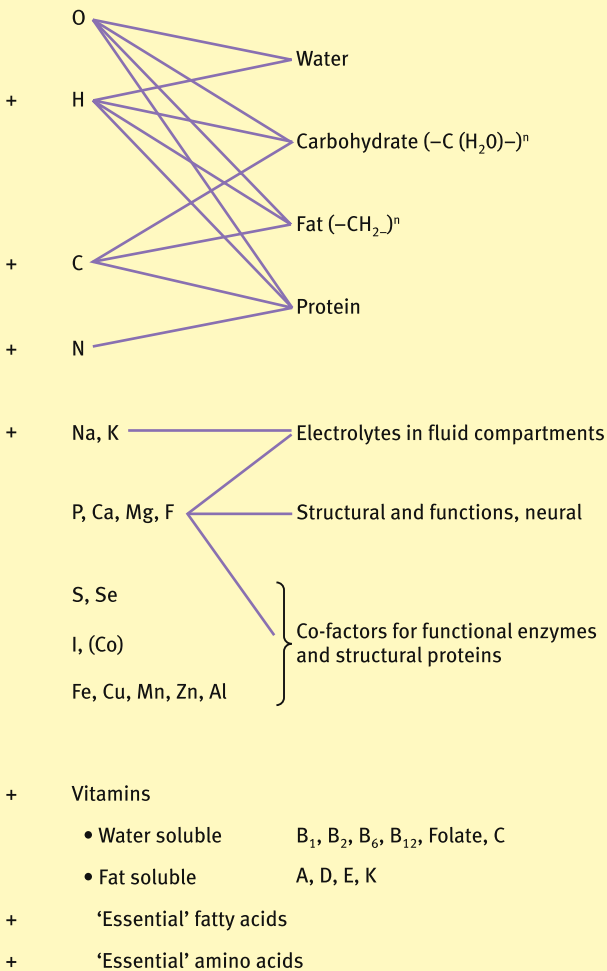 O
Water
+ H
Carbohydrate (–C (H₂0)–)ⁿ
Fat (–CH₂₋)ⁿ
+ C
Protein
+ N
+ Na, K Electrolytes in fluid compartments
P, Ca, Mg, F Structural and functions, neural
S, Se
I, (Co)
Co-factors for functional enzymes
and structural proteins
Fe, Cu, Mn, Zn, Al
+ Vitamins
• Water soluble B₁, B₂, B₆, B₁₂, Folate, C
• Fat soluble A, D, E, K
+ ‘Essential’ fatty acids
+ ‘Essential’ amino acids